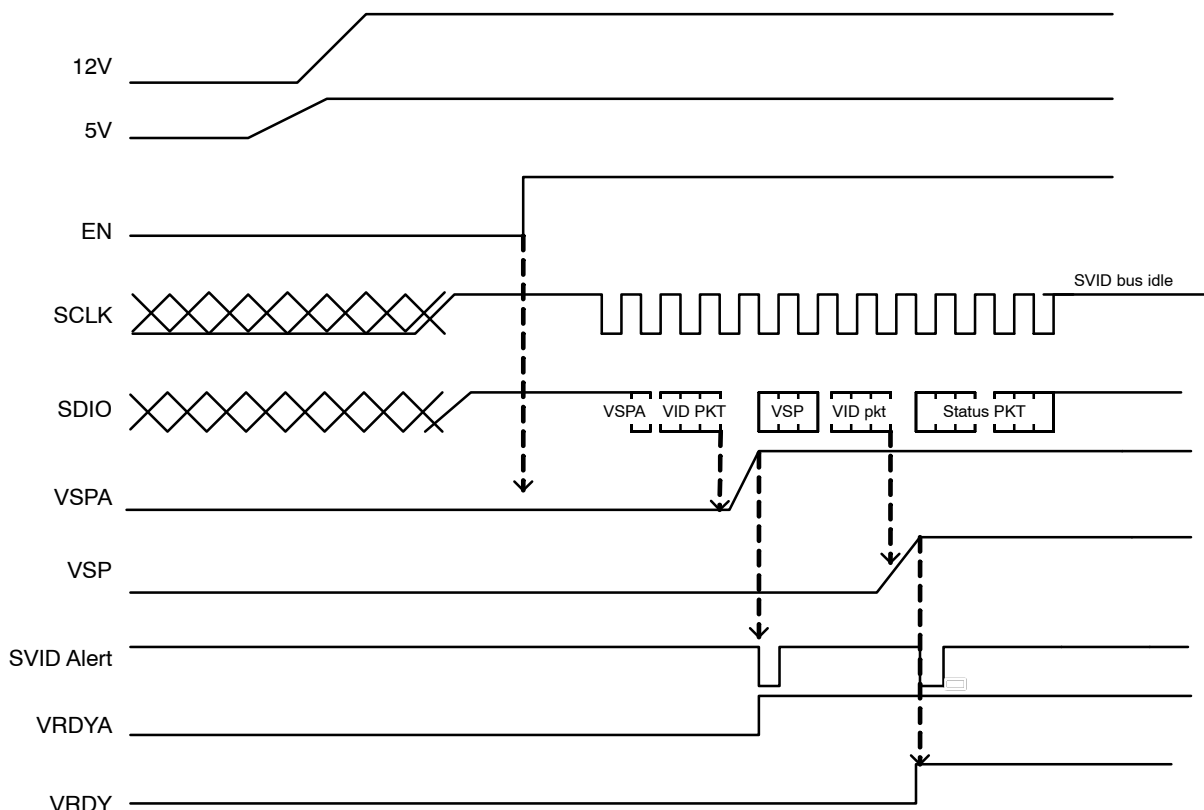 12V
5V
EN
SVID bus idle
SCLK
SDIO
VSPA VID PKT VSP VID pkt Status PKT
VSPA
VSP
SVID Alert
VRDYA
VRDY